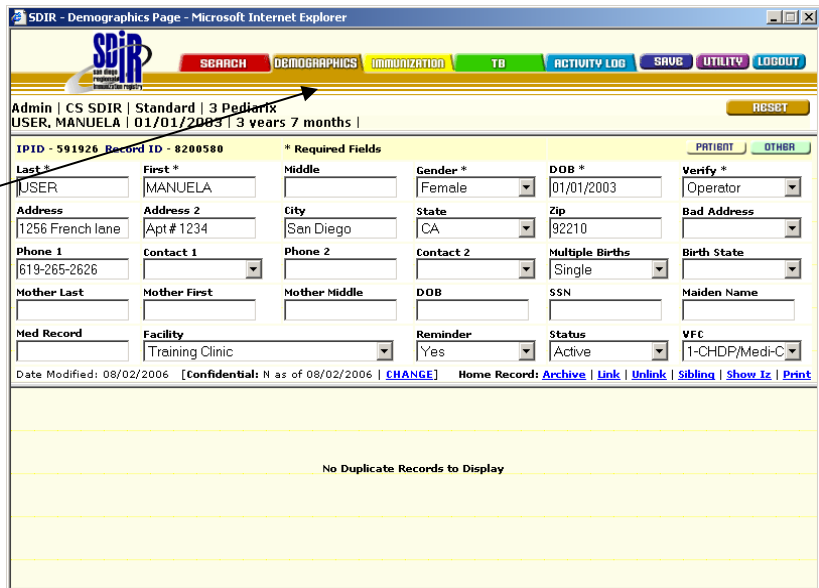 SDIR - Demographics Page - Microsoft Internet Explorer
SDIR
san diego
regional
immunization registry
SEARCH DEMOGRAPHICS IMMUNIZATION TB ACTIVITY LOG SAVE UTILITY LOGOUT
Admin | CS SDIR | Standard | 3 Pediarix
RESET
USER, MANUELA | 01/01/2003 | 3 years 7 months |
IPID - 591926 Record ID - 8200580 * Required Fields PATIENT OTHER
Last * First * Middle Gender * DOB * Verify *
USER MANUELA Female 01/01/2003 Operator
Address Address 2 City State Zip Bad Address
1256 French lane Apt # 1234 San Diego CA 92210
Phone 1 Contact 1 Phone 2 Contact 2 Multiple Births Birth State
619-265-2626 Single
Mother Last Mother First Mother Middle DOB SSN Maiden Name
Med Record Facility Reminder Status VFC
Training Clinic Yes Active 1-CHDP/Medi-C
Date Modified: 08/02/2006 [Confidential: N as of 08/02/2006 | CHANGE] Home Record: Archive | Link | Unlink | Sibling | Show Iz | Print
No Duplicate Records to Display